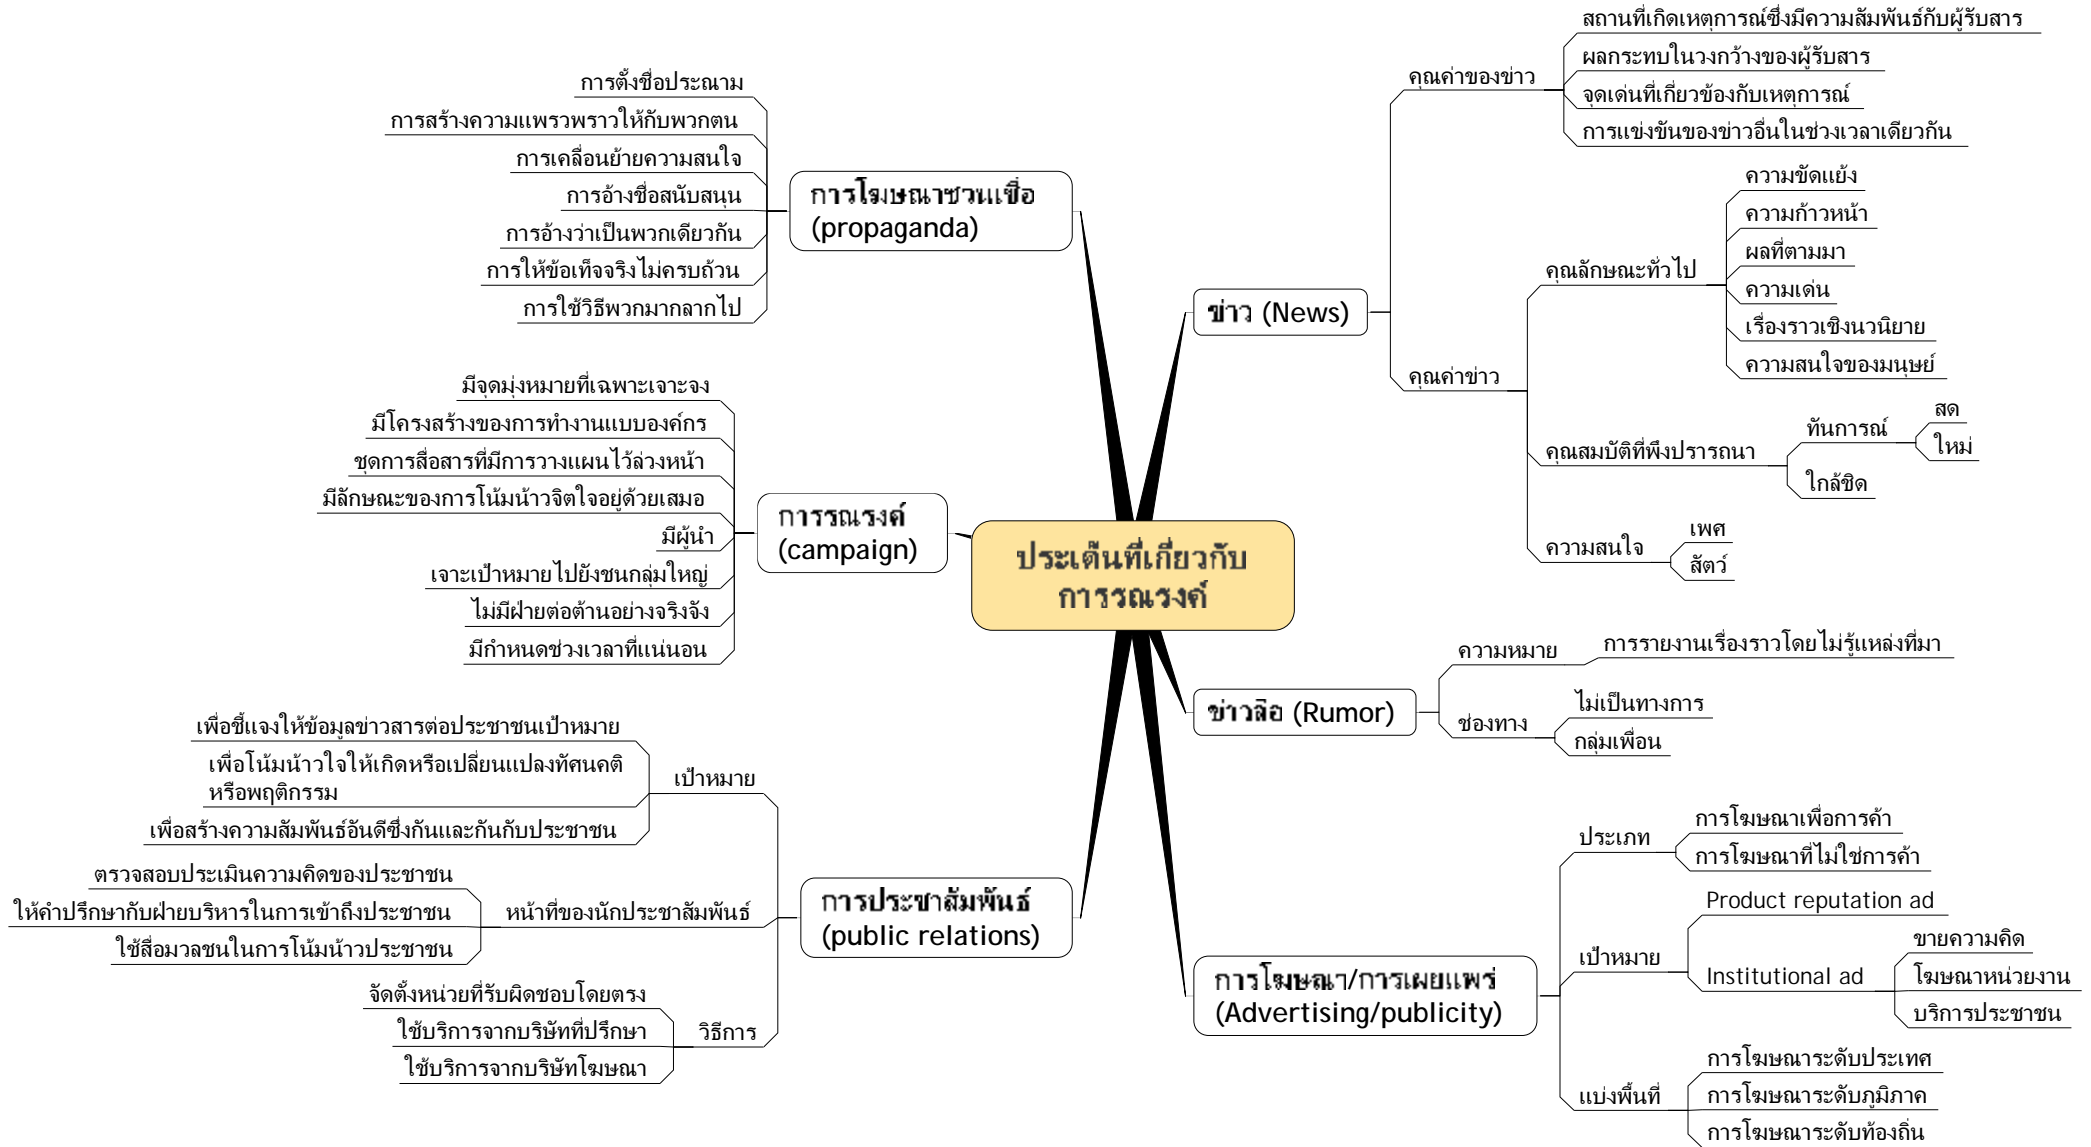 ประเด็นที่เกี่ยวกับ
การรณรงค์
ข่าว (News)
คุณค่าของข่าว
สถานที่เกิดเหตุการณ์ซึ่งมีความสัมพันธ์กับผู้รับสาร
ผลกระทบในวงกว้างของผู้รับสาร
จุดเด่นที่เกี่ยวข้องกับเหตุการณ์
การแข่งขันของข่าวอื่นในช่วงเวลาเดียวกัน
คุณค่าข่าว
คุณลักษณะทั่วไป
ความขัดแย้ง
ความก้าวหน้า
ผลที่ตามมา
ความเด่น
เรื่องราวเชิงนวนิยาย
ความสนใจของมนุษย์
คุณสมบัติที่พึงปรารถนา
ทันการณ์
สด
ใหม่
ใกล้ชิด
ความสนใจ
เพศ
สัตว์
ข่าวลือ (Rumor)
ความหมาย
การรายงานเรื่องราวโดยไม่รู้แหล่งที่มา
ช่องทาง
ไม่เป็นทางการ
กลุ่มเพื่อน
การโฆษณา/การเผยแพร่
(Advertising/publicity)
ประเภท
การโฆษณาเพื่อการค้า
การโฆษณาที่ไม่ใช่การค้า
เป้าหมาย
Product reputation ad
Institutional ad
ขายความคิด
โฆษณาหน่วยงาน
บริการประชาชน
แบ่งพื้นที่
การโฆษณาระดับประเทศ
การโฆษณาระดับภูมิภาค
การโฆษณาระดับท้องถิ่น
การโฆษณาชวนเชื่อ
(propaganda)
การตั้งชื่อประณาม
การสร้างความแพรวพราวให้กับพวกตน
การเคลื่อนย้ายความสนใจ
การอ้างชื่อสนับสนุน
การอ้างว่าเป็นพวกเดียวกัน
การให้ข้อเท็จจริงไม่ครบถ้วน
การใช้วิธีพวกมากลากไป
การรณรงค์
(campaign)
มีจุดมุ่งหมายที่เฉพาะเจาะจง
มีโครงสร้างของการทำงานแบบองค์กร
ชุดการสื่อสารที่มีการวางแผนไว้ล่วงหน้า
มีลักษณะของการโน้มน้าวจิตใจอยู่ด้วยเสมอ
มีผู้นำ
เจาะเป้าหมายไปยังชนกลุ่มใหญ่
ไม่มีฝ่ายต่อต้านอย่างจริงจัง
มีกำหนดช่วงเวลาที่แน่นอน
การประชาสัมพันธ์
(public relations)
เป้าหมาย
เพื่อชี้แจงให้ข้อมูลข่าวสารต่อประชาชนเป้าหมาย
เพื่อโน้มน้าวใจให้เกิดหรือเปลี่ยนแปลงทัศนคติ
หรือพฤติกรรม
เพื่อสร้างความสัมพันธ์อันดีซึ่งกันและกันกับประชาชน
หน้าที่ของนักประชาสัมพันธ์
ตรวจสอบประเมินความคิดของประชาชน
ให้คำปรึกษากับฝ่ายบริหารในการเข้าถึงประชาชน
ใช้สื่อมวลชนในการโน้มน้าวประชาชน
วิธีการ
จัดตั้งหน่วยที่รับผิดชอบโดยตรง
ใช้บริการจากบริษัทที่ปรึกษา
ใช้บริการจากบริษัทโฆษณา